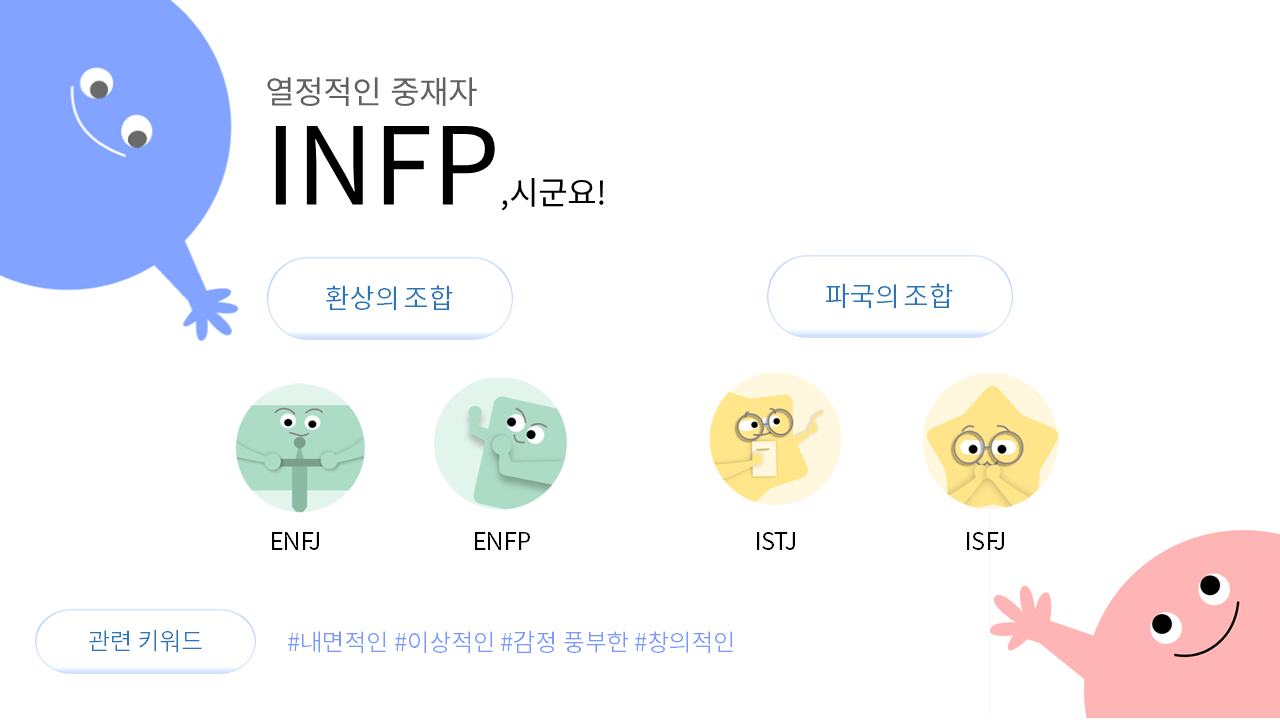 열정적인 중재자
INFP ,시군요!
환상의 조합
파국의 조합
ENFJ
ENFP
ISTJ
ISFJ
관련 키워드
#내면적인 #이상적인 #감정 풍부한 #창의적인